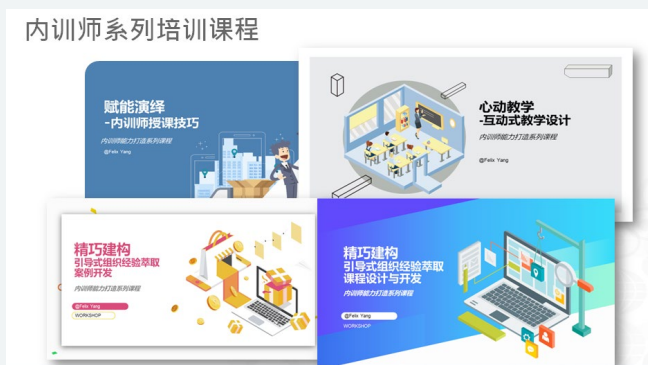 内训师系列培训课程
赋能演绎
-内训师授课技巧
内训师能力打造系列课程
@Felix Yang
心动教学
-互动式教学设计
内训师能力打造系列课程
@Felix Yang
精巧建构
引导式组织经验萃取
案例开发
内训师能力打造系列课程
@Felix Yang
WORKSHOP
精巧建构
引导式组织经验萃取
课程设计与开发
内训师能力打造系列课程
@Felix Yang
WORKSHOP